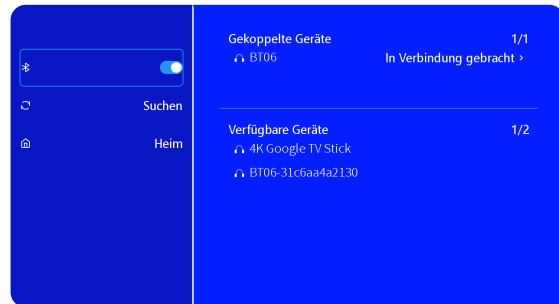 Suchen
Heim
Gekoppelte Geräte 1/1
BT06 In Verbindung gebracht ›
Verfügbare Geräte 1/2
4K Google TV Stick
BT06-31c6aa4a2130